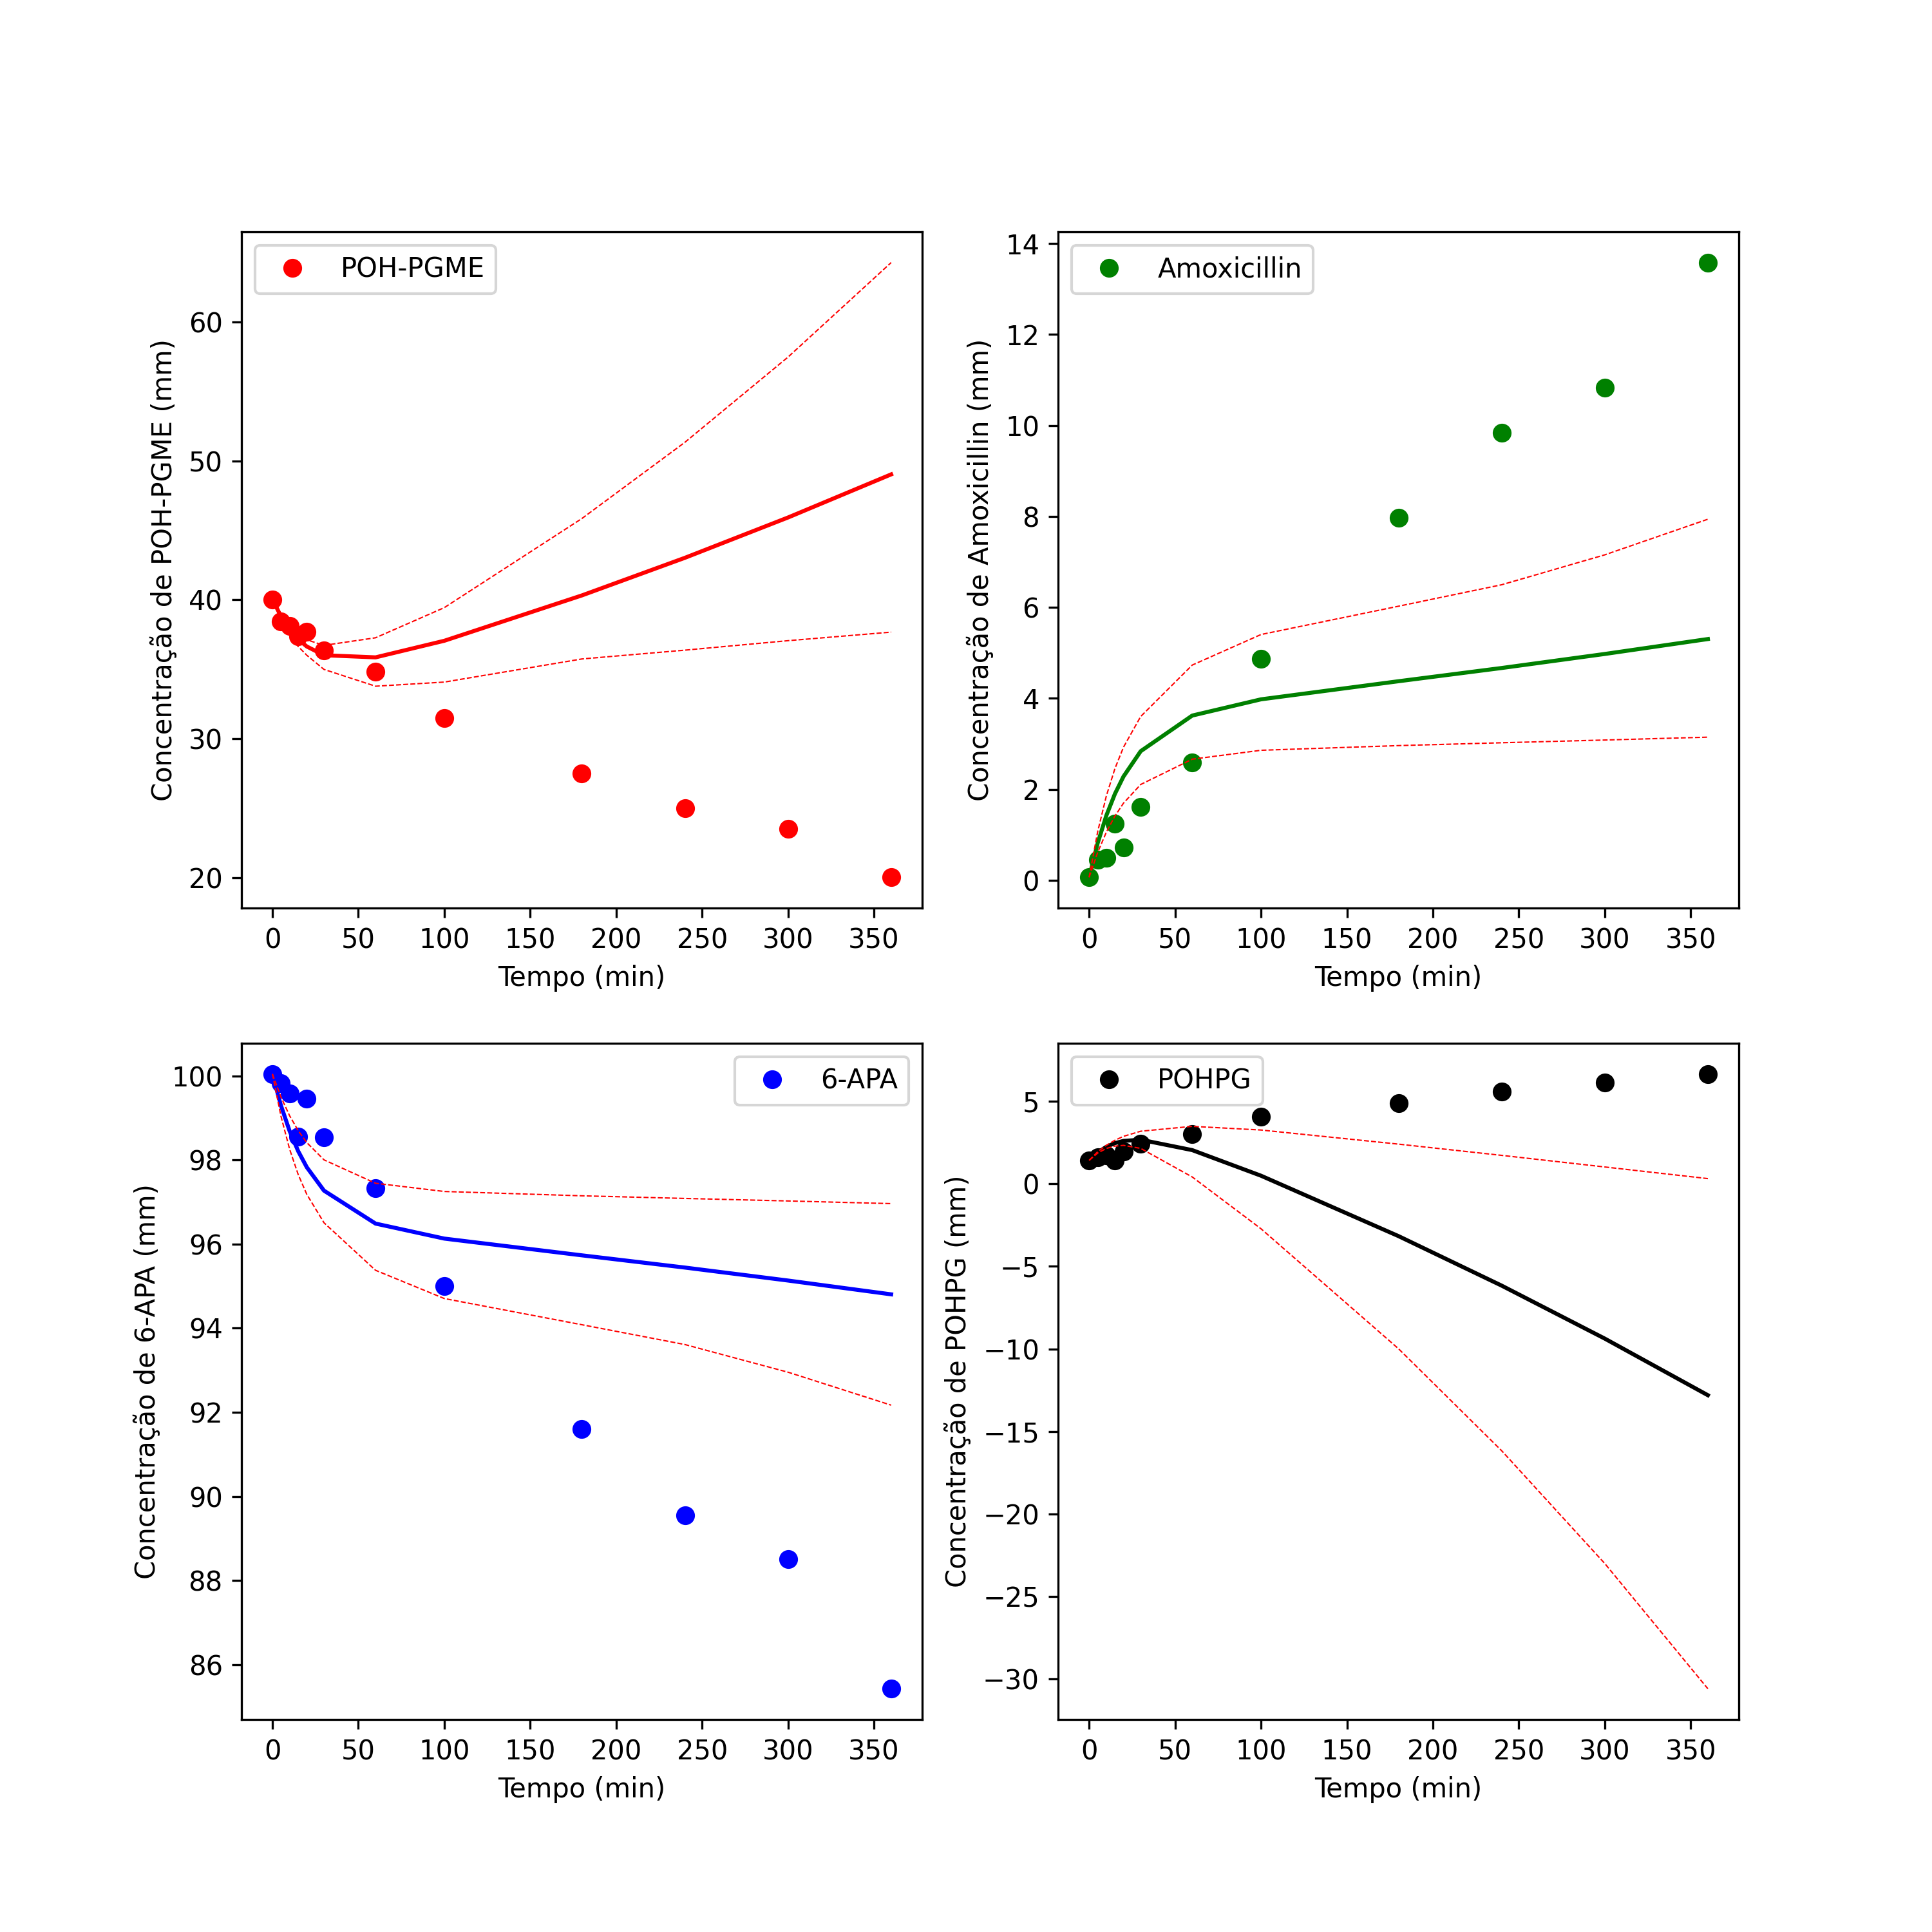 POH-PGME
Concentração de POH-PGME (mm)
60
50
40
30
20
0 50 100 150 200 250 300 350
Tempo (min)
Amoxicillin
Concentração de Amoxicillin (mm)
14
12
10
8
6
4
2
0
0 50 100 150 200 250 300 350
Tempo (min)
6-APA
Concentração de 6-APA (mm)
100
98
96
94
92
90
88
86
0 50 100 150 200 250 300 350
Tempo (min)
POHPG
Concentração de POHPG (mm)
5
0
−5
−10
−15
−20
−25
−30
0 50 100 150 200 250 300 350
Tempo (min)